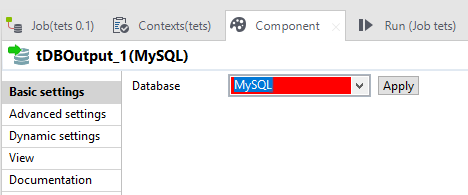 Job(tets 0.1) Contexts(tets) Component Run (Job tets)
tDBOutput_1(MySQL)
Basic settings
Database MySQL Apply
Advanced settings
Dynamic settings
View
Documentation